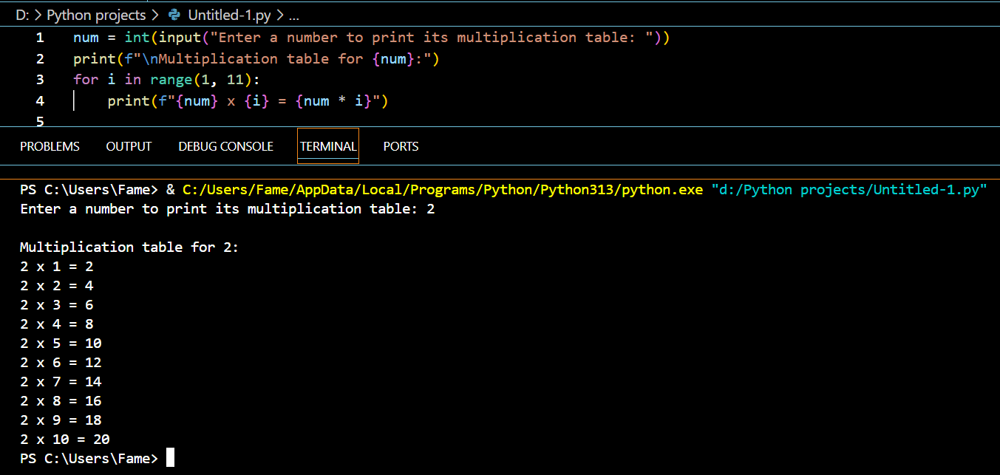 D: > Python projects > Untitled-1.py > ...
1 num = int(input("Enter a number to print its multiplication table: "))
2 print(f"\nMultiplication table for {num}:")
3 for i in range(1, 11):
4     print(f"{num} x {i} = {num * i}")
5
PROBLEMS OUTPUT DEBUG CONSOLE TERMINAL PORTS
PS C:\Users\Fame> & C:/Users/Fame/AppData/Local/Programs/Python/Python313/python.exe "d:/Python projects/Untitled-1.py"
Enter a number to print its multiplication table: 2
Multiplication table for 2:
2 x 1 = 2
2 x 2 = 4
2 x 3 = 6
2 x 4 = 8
2 x 5 = 10
2 x 6 = 12
2 x 7 = 14
2 x 8 = 16
2 x 9 = 18
2 x 10 = 20
PS C:\Users\Fame>